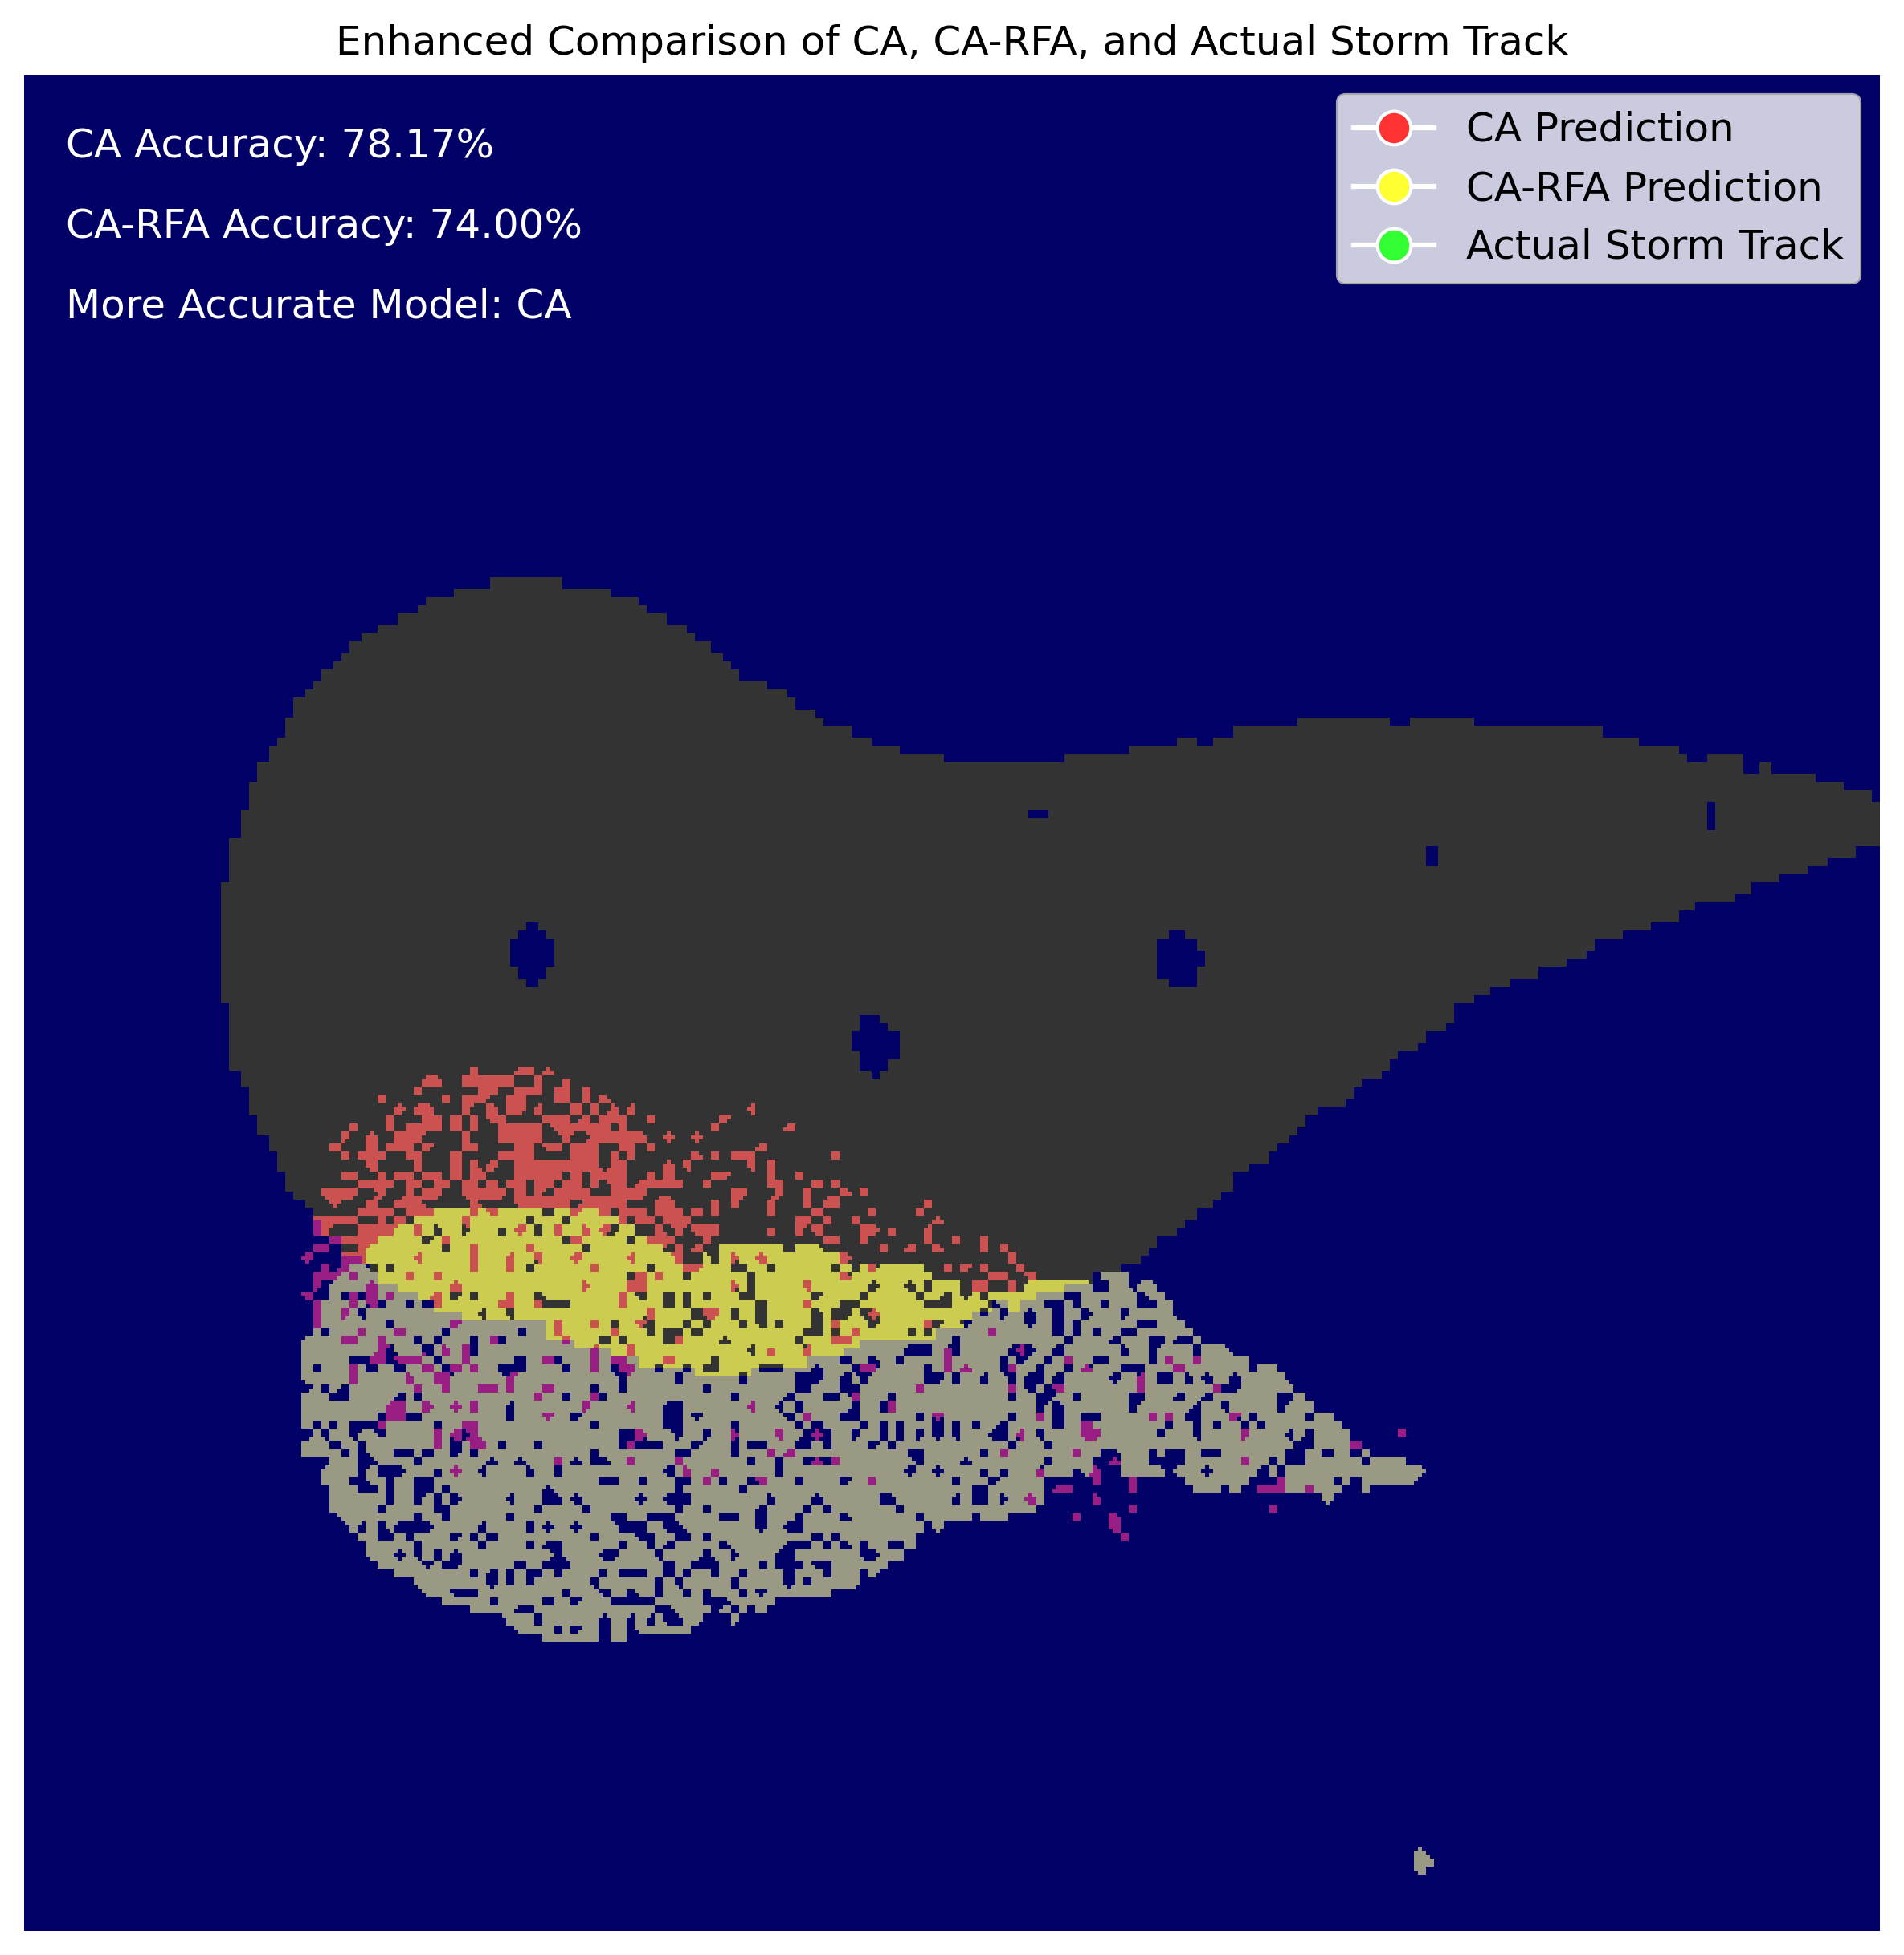 Enhanced Comparison of CA, CA-RFA, and Actual Storm Track
CA Accuracy: 78.17%
CA-RFA Accuracy: 74.00%
More Accurate Model: CA
CA Prediction
CA-RFA Prediction
Actual Storm Track